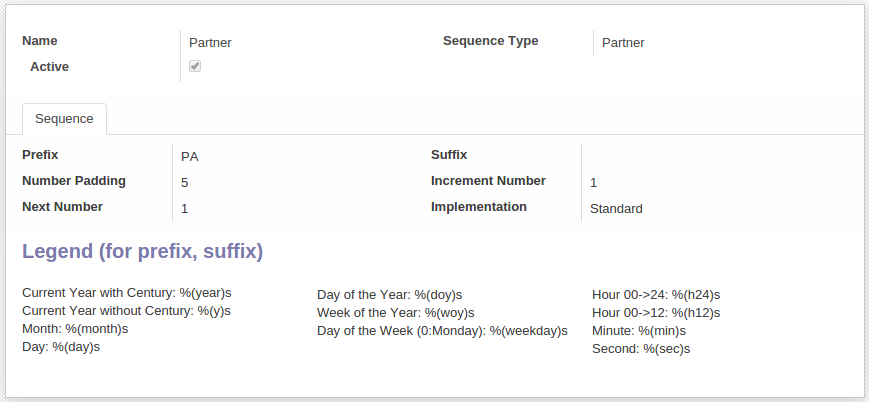 Name Partner Sequence Type Partner
Active
Sequence
Prefix PA Suffix
Number Padding 5 Increment Number 1
Next Number 1 Implementation Standard
Legend (for prefix, suffix)
Current Year with Century: %(year)s Day of the Year: %(doy)s Hour 00->24: %(h24)s
Current Year without Century: %(y)s Week of the Year: %(woy)s Hour 00->12: %(h12)s
Month: %(month)s Day of the Week (0:Monday): %(weekday)s Minute: %(min)s
Day: %(day)s Second: %(sec)s